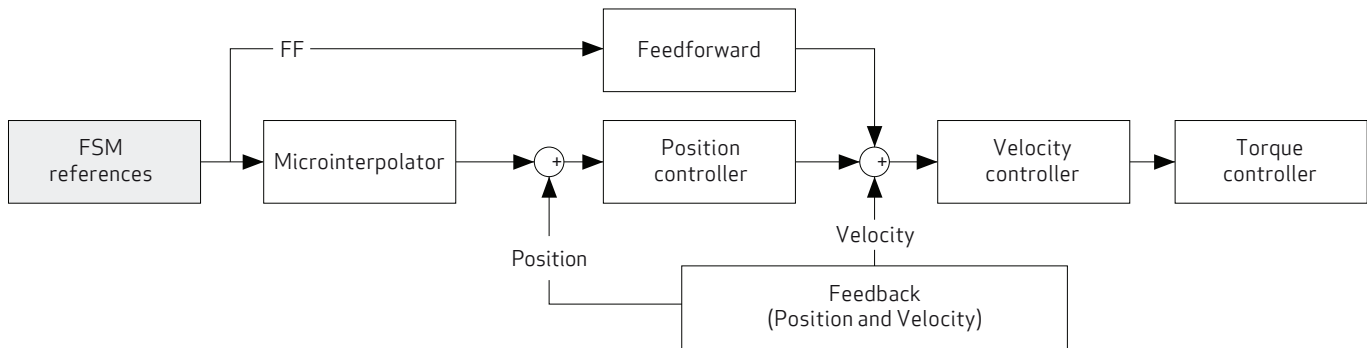 FF
Feedforward
FSM
references
Microinterpolator
+
Position
controller
+
Velocity
controller
Torque
controller
Velocity
Position
Feedback
(Position and Velocity)